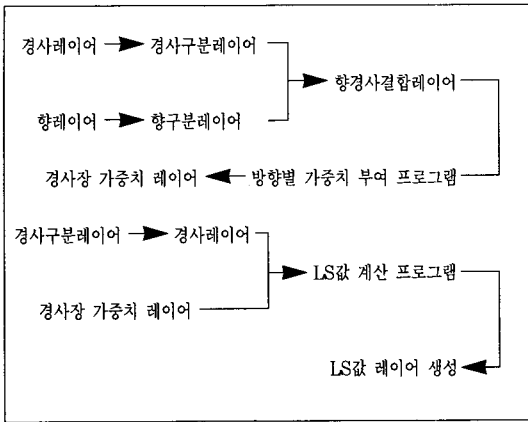 경사레이어 경사구분레이어
향경사결합레이어
향레이어 향구분레이어
경사장 가중치 레이어 방향별 가중치 부여 프로그램
경사구분레이어 경사레이어
LS값 계산 프로그램
경사장 가중치 레이어
LS값 레이어 생성